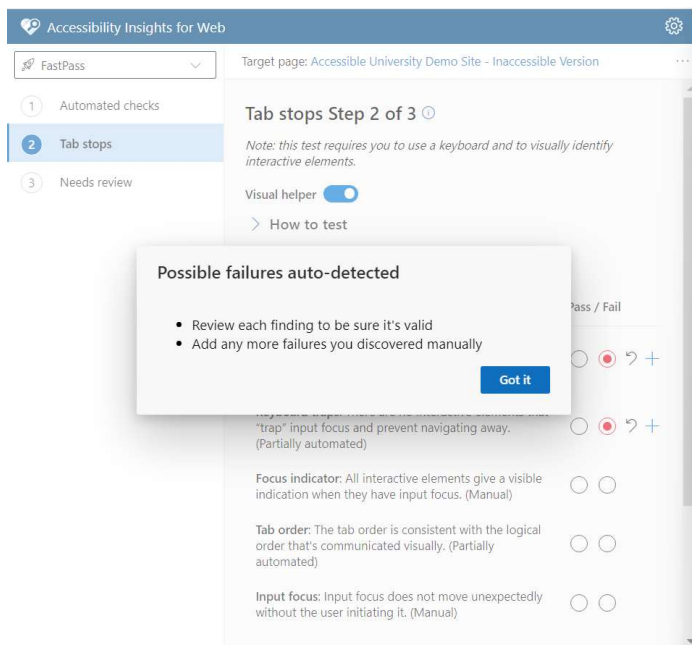 Accessibility Insights for Web
FastPass
Target page: Accessible University Demo Site - Inaccessible Version
1 Automated checks
2 Tab stops
3 Needs review
Tab stops Step 2 of 3
Note: this test requires you to use a keyboard and to visually identify
interactive elements.
Visual helper
How to test
Possible failures auto-detected
• Review each finding to be sure it's valid
• Add any more failures you discovered manually
Got it
Pass / Fail
"trap" input focus and prevent navigating away.
(Partially automated)
Focus indicator: All interactive elements give a visible
indication when they have input focus. (Manual)
Tab order: The tab order is consistent with the logical
order that's communicated visually. (Partially
automated)
Input focus: Input focus does not move unexpectedly
without the user initiating it. (Manual)